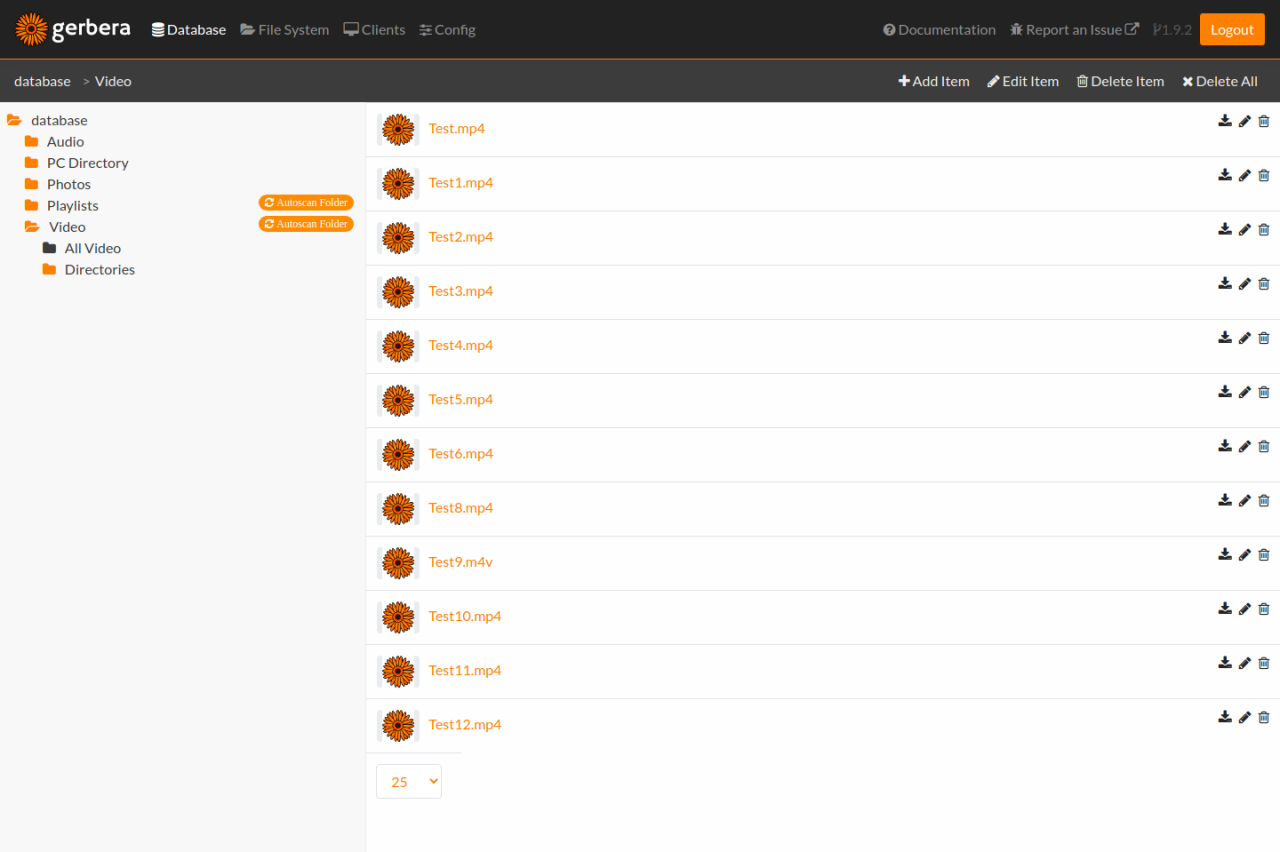 gerbera Database File System Clients Config Documentation Report an Issue 1.9.2 Logout
database > Video Add Item Edit Item Delete Item Delete All
database
Audio
PC Directory
Photos
Playlists Autoscan Folder
Video Autoscan Folder
All Video
Directories
Test.mp4
Test1.mp4
Test2.mp4
Test3.mp4
Test4.mp4
Test5.mp4
Test6.mp4
Test8.mp4
Test9.m4v
Test10.mp4
Test11.mp4
Test12.mp4
25